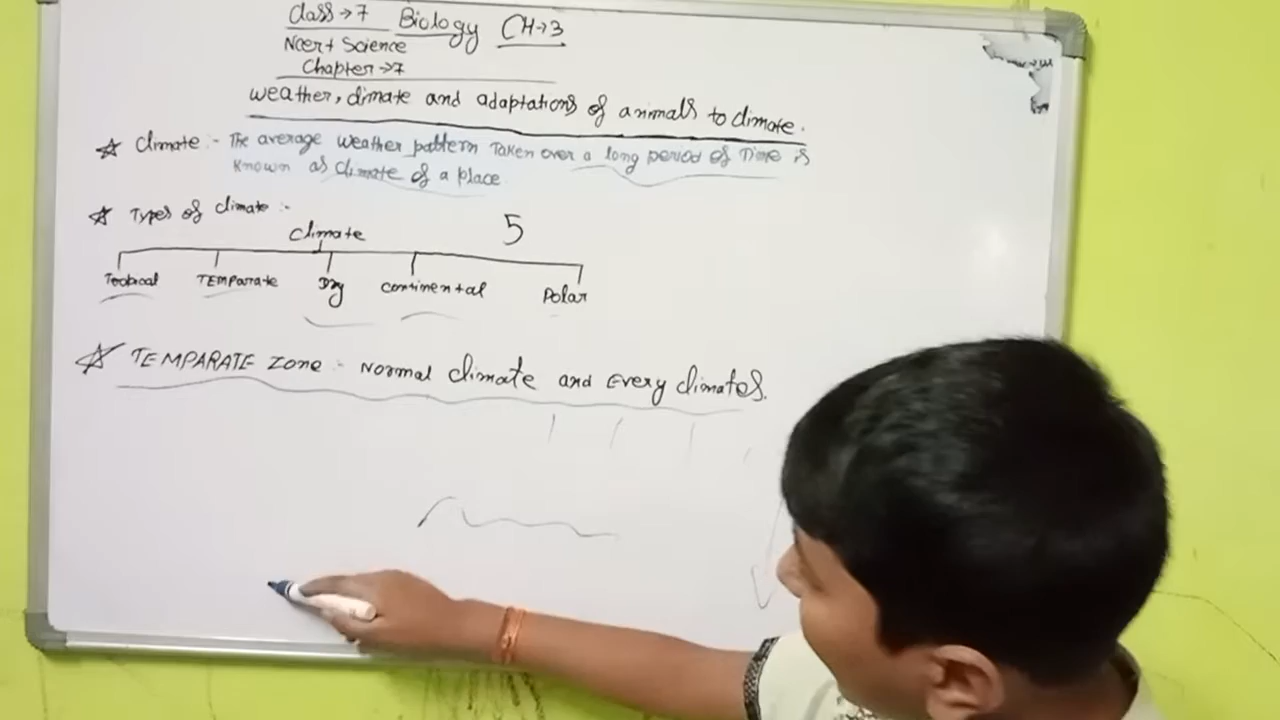 Class→7 Biology CH→3
Ncert Science
Chapter→7
weather, climate and adaptations of animals to climate.
☆ Climate :- The average weather pattern Taken over a long period of Time is
known as climate of a place.
☆ Types of climate :-
Climate 5
Tropical TEMParate Dry continental Polar
☆ TEMPARATE Zone :- Normal climate and Every climates.